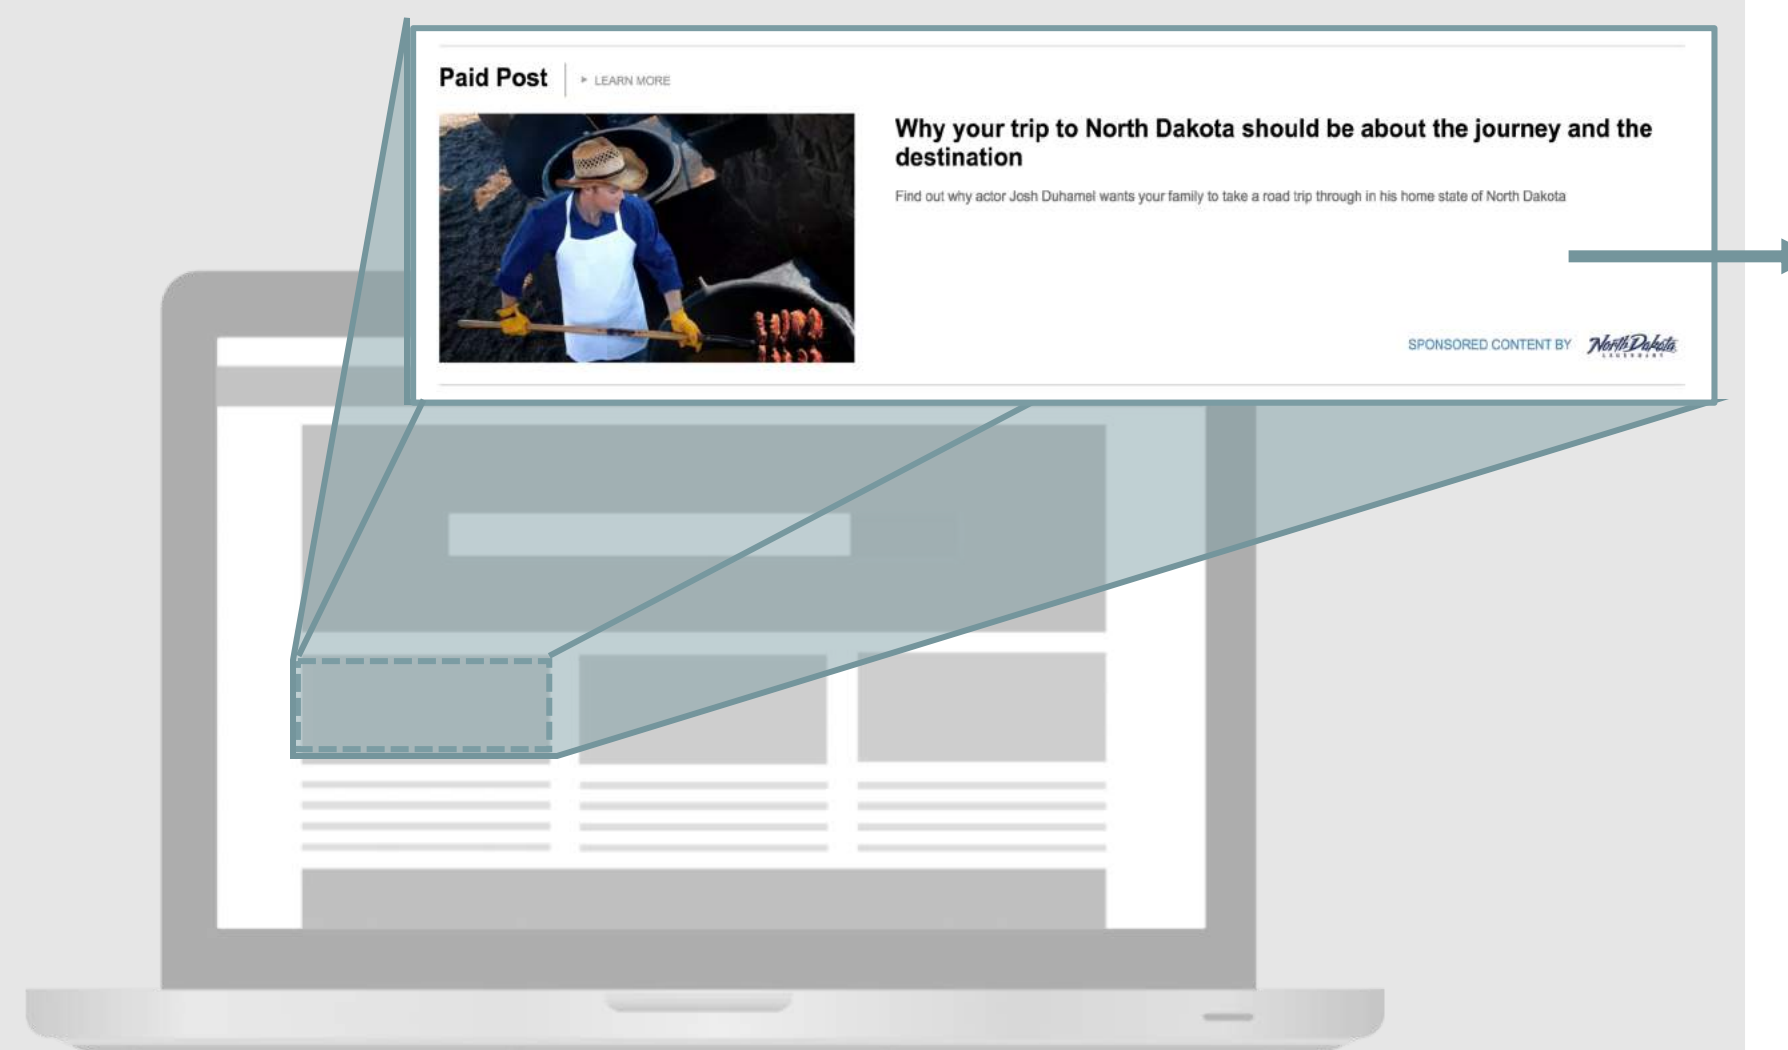 Paid Post
▸ LEARN MORE
Why your trip to North Dakota should be about the journey and the
destination
Find out why actor Josh Duhamel wants your family to take a road trip through in his home state of North Dakota
SPONSORED CONTENT BY North Dakota
LEGENDARY